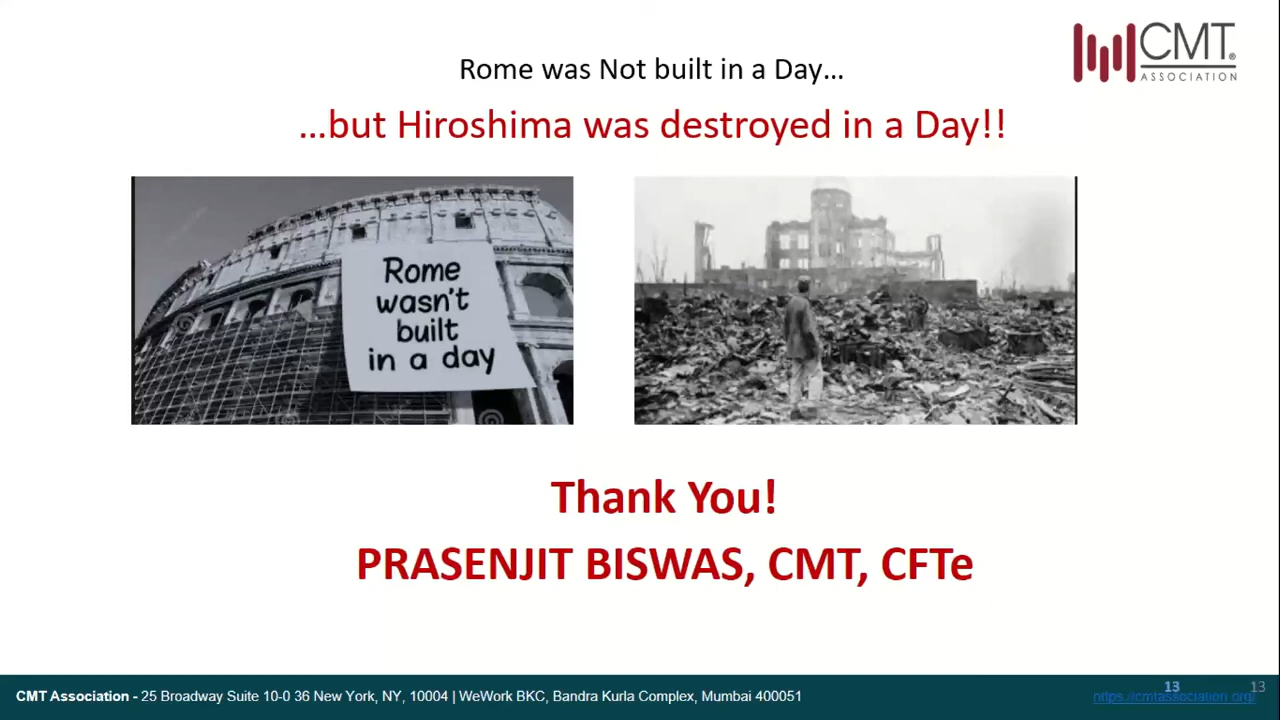 CMT®
ASSOCIATION
Rome was Not built in a Day…
…but Hiroshima was destroyed in a Day!!
Rome
wasn't
built
in a day
Thank You!
PRASENJIT BISWAS, CMT, CFTe
CMT Association - 25 Broadway Suite 10-0 36 New York, NY, 10004 | WeWork BKC, Bandra Kurla Complex, Mumbai 400051
13
13
https://cmtassociation.org/